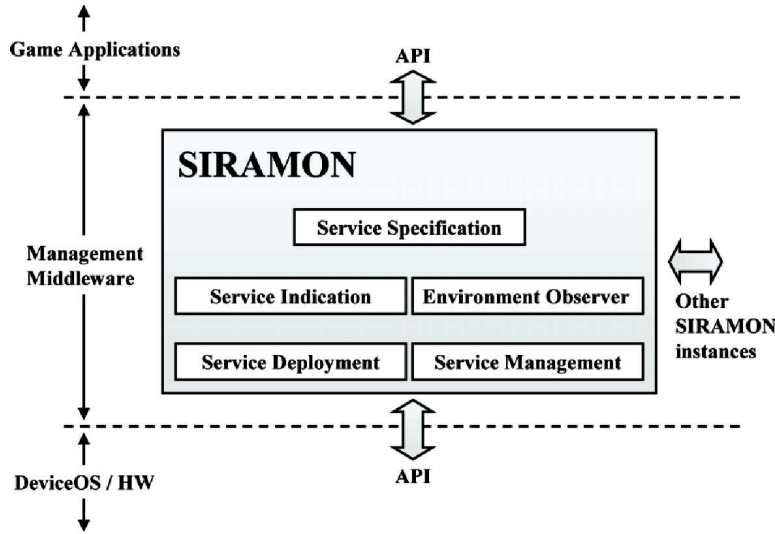 Game Applications
API
SIRAMON
Service Specification
Management
Middleware
Service Indication
Environment Observer
Other
SIRAMON
instances
Service Deployment
Service Management
DeviceOS / HW
API